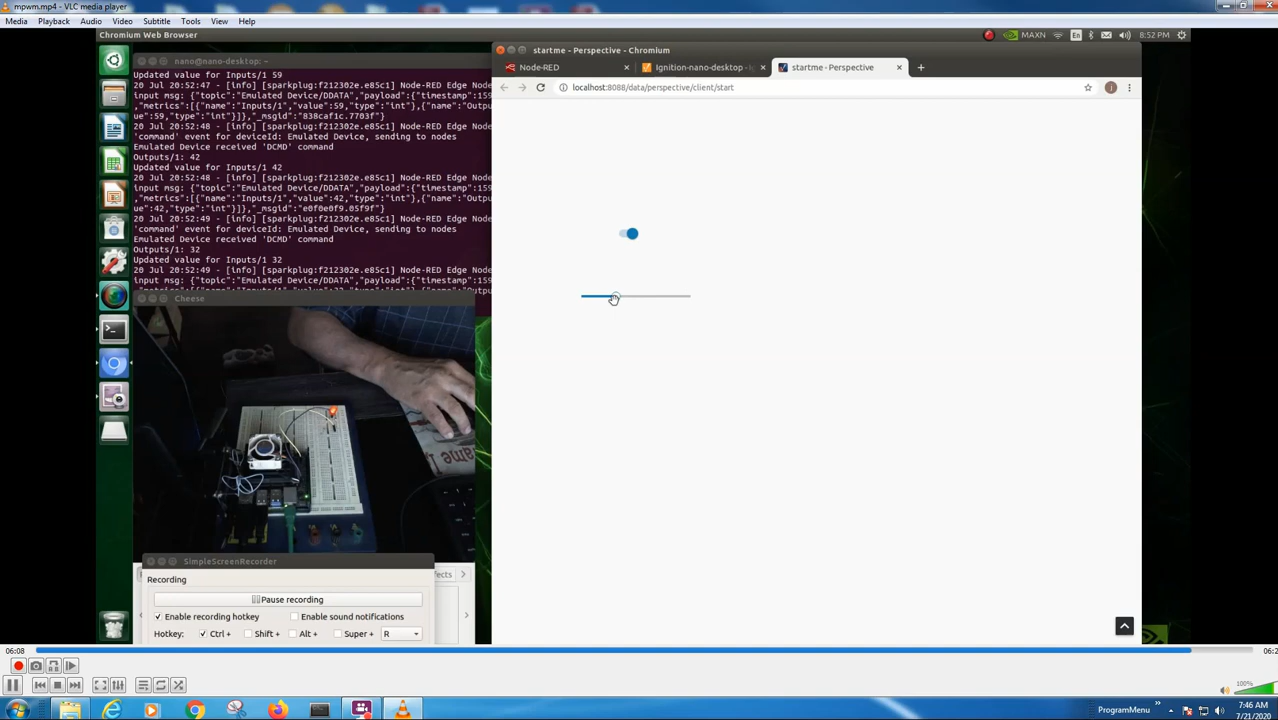 mpwm.mp4 - VLC media player
Media Playback Audio Video Subtitle Tools View Help
Chromium Web Browser
MAXN En 8:52 PM
nano@nano-desktop: ~
Updated value for Inputs/1 59
20 Jul 20:52:47 - [info] [sparkplug:f212302e.e85c1] Node-RED Edge Node
input msg: {"topic":"Emulated Device/DDATA","payload":{"timestamp":159
,"metrics":[{"name":"Inputs/1","value":59,"type":"int"},{"name":"Outpu
ue":59,"type":"int"}]},"_msgid":"838caf1c.7703f"}
20 Jul 20:52:48 - [info] [sparkplug:f212302e.e85c1] Node-RED Edge Node
'command' event for deviceId: Emulated Device, sending to nodes
Emulated Device received 'DCMD' command
Outputs/1: 42
Updated value for Inputs/1 42
20 Jul 20:52:48 - [info] [sparkplug:f212302e.e85c1] Node-RED Edge Node
input msg: {"topic":"Emulated Device/DDATA","payload":{"timestamp":159
,"metrics":[{"name":"Inputs/1","value":42,"type":"int"},{"name":"Outpu
ue":42,"type":"int"}]},"_msgid":"e0f0e0f9.05f9f"}
20 Jul 20:52:49 - [info] [sparkplug:f212302e.e85c1] Node-RED Edge Node
'command' event for deviceId: Emulated Device, sending to nodes
Emulated Device received 'DCMD' command
Outputs/1: 32
Updated value for Inputs/1 32
20 Jul 20:52:49 - [info] [sparkplug:f212302e.e85c1] Node-RED Edge Node
input msg: {"topic":"Emulated Device/DDATA","payload":{"timestamp":159
startme - Perspective - Chromium
Node-RED
Ignition-nano-desktop - Ig
startme - Perspective
localhost:8088/data/perspective/client/start
Cheese
SimpleScreenRecorder
ffects
Recording
Pause recording
Enable recording hotkey Enable sound notifications
Hotkey: Ctrl + Shift + Alt + Super + R
06:08
06:2
100%
ProgramMenu
7:46 AM
7/21/2020